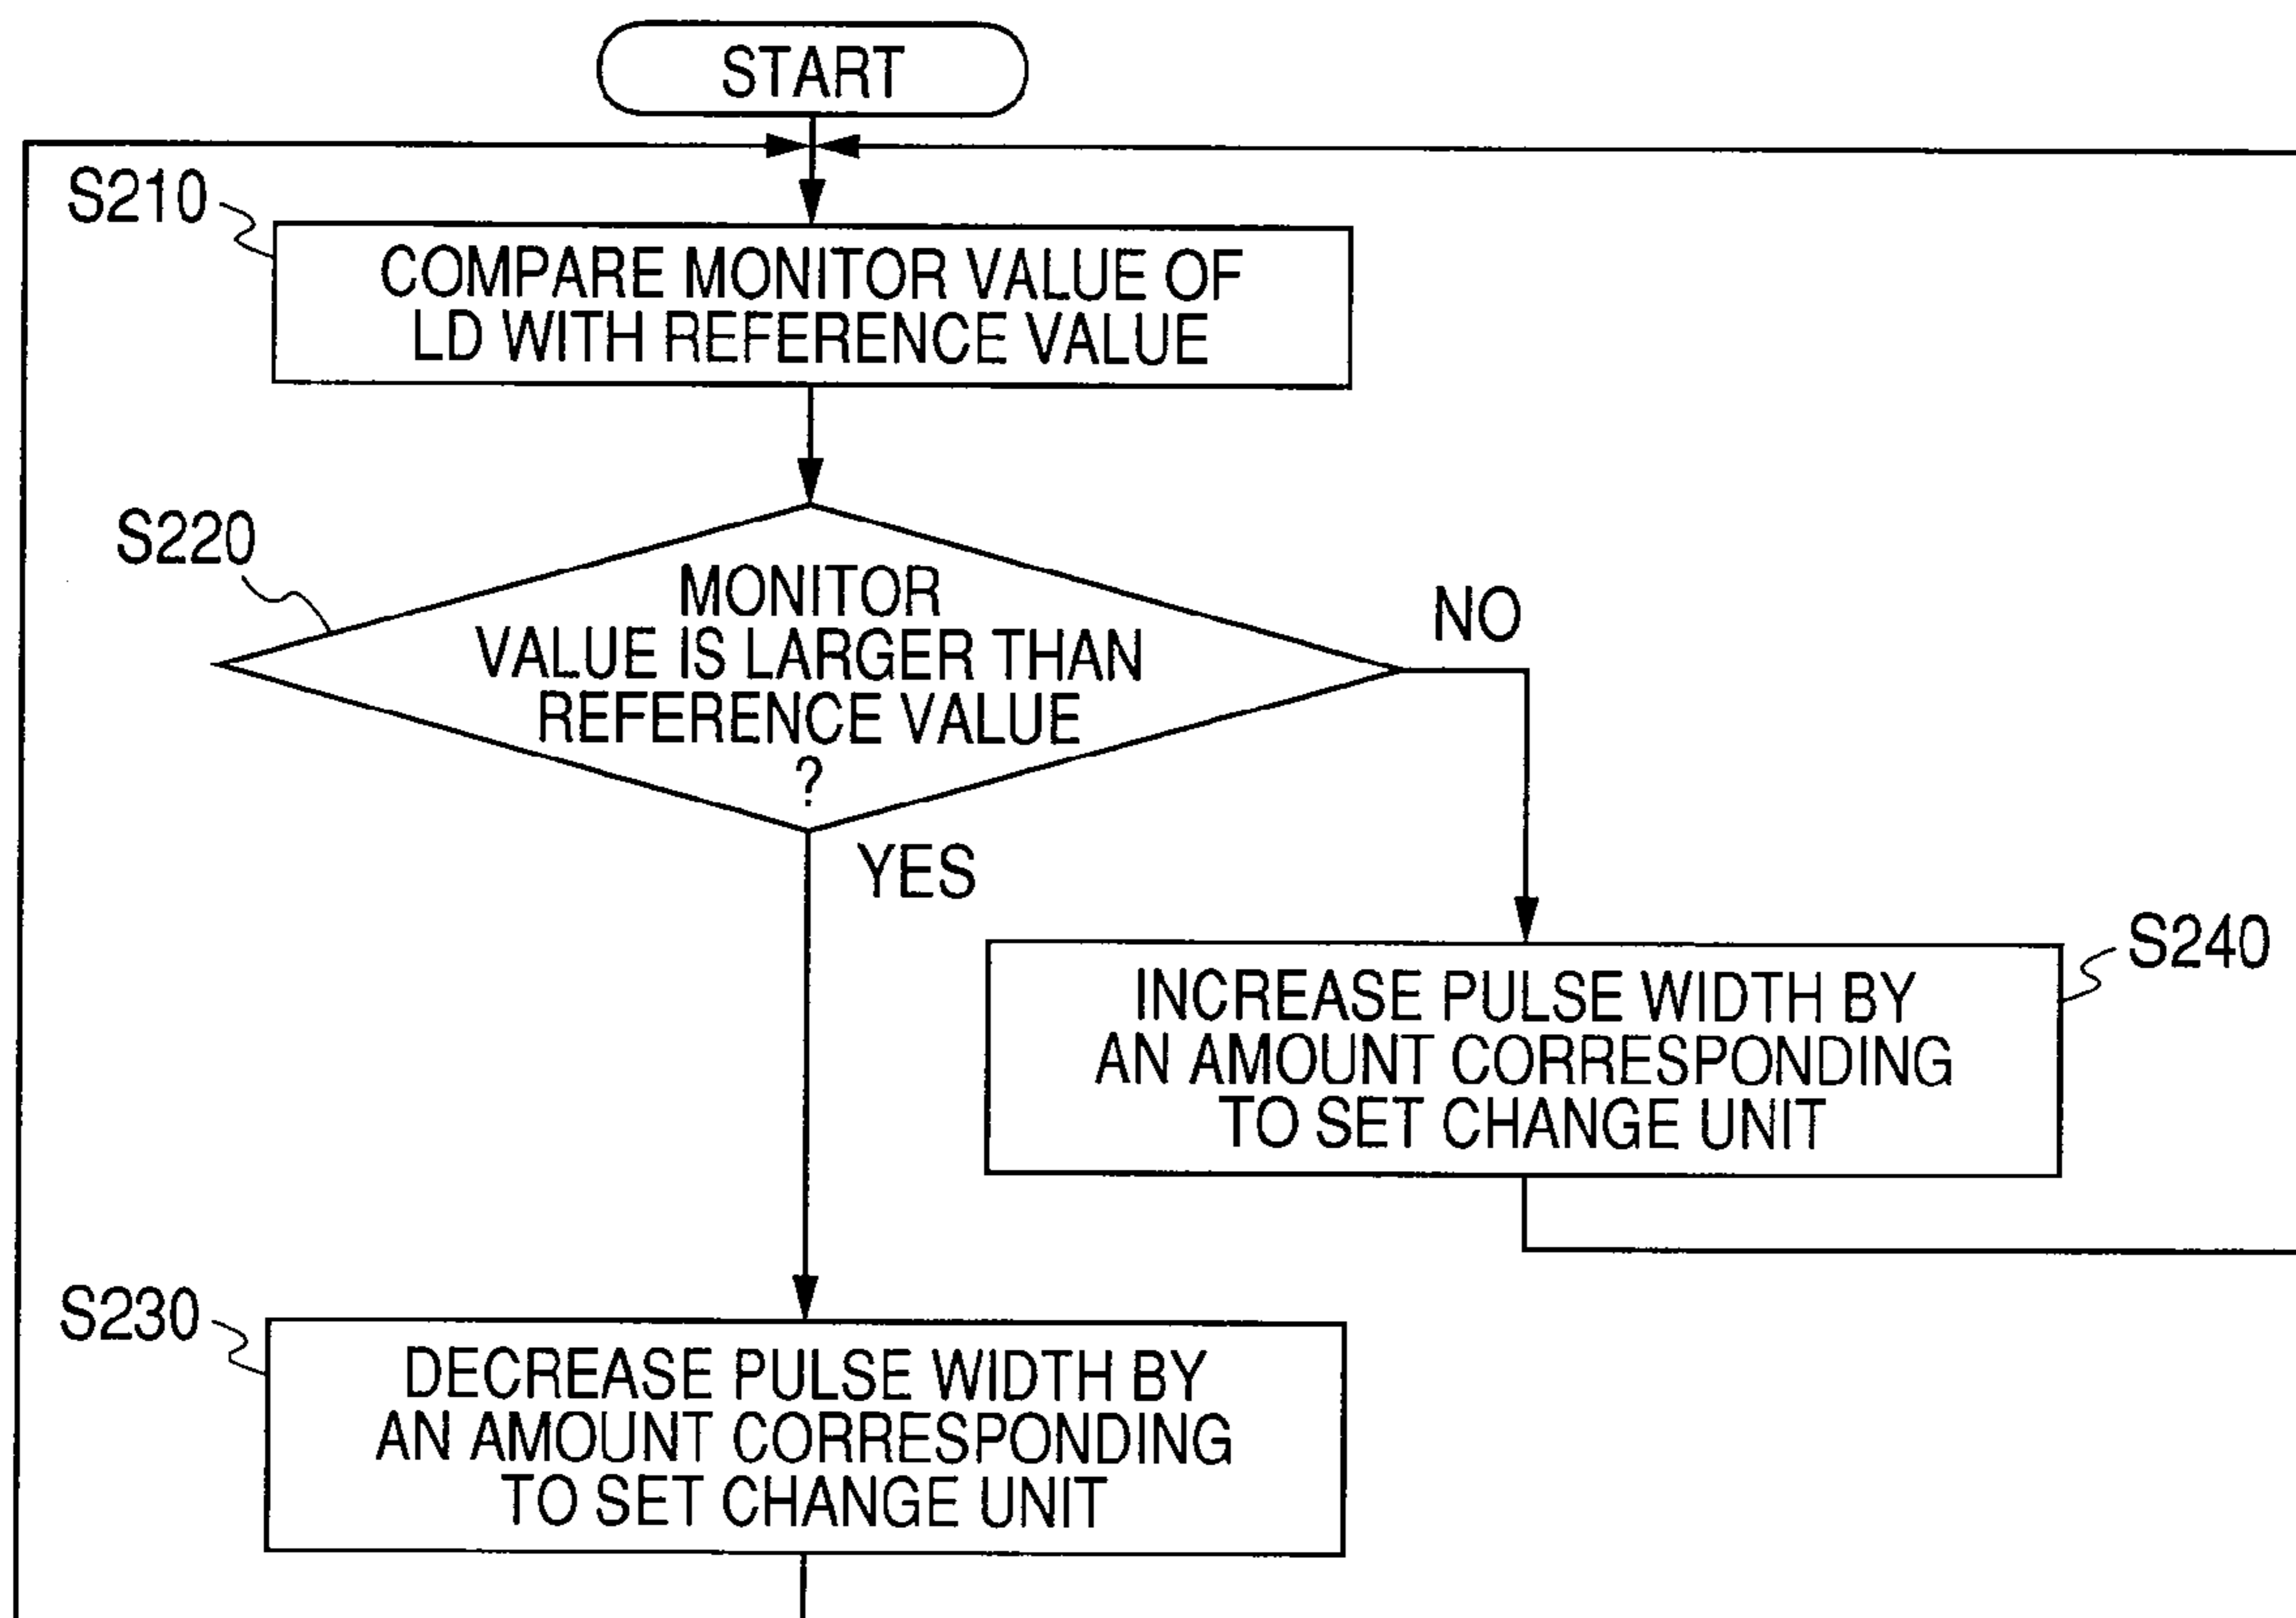 START
S210
COMPARE MONITOR VALUE OF
LD WITH REFERENCE VALUE
S220
MONITOR
VALUE IS LARGER THAN
REFERENCE VALUE
?
NO
YES
S240
INCREASE PULSE WIDTH BY
AN AMOUNT CORRESPONDING
TO SET CHANGE UNIT
S230
DECREASE PULSE WIDTH BY
AN AMOUNT CORRESPONDING
TO SET CHANGE UNIT